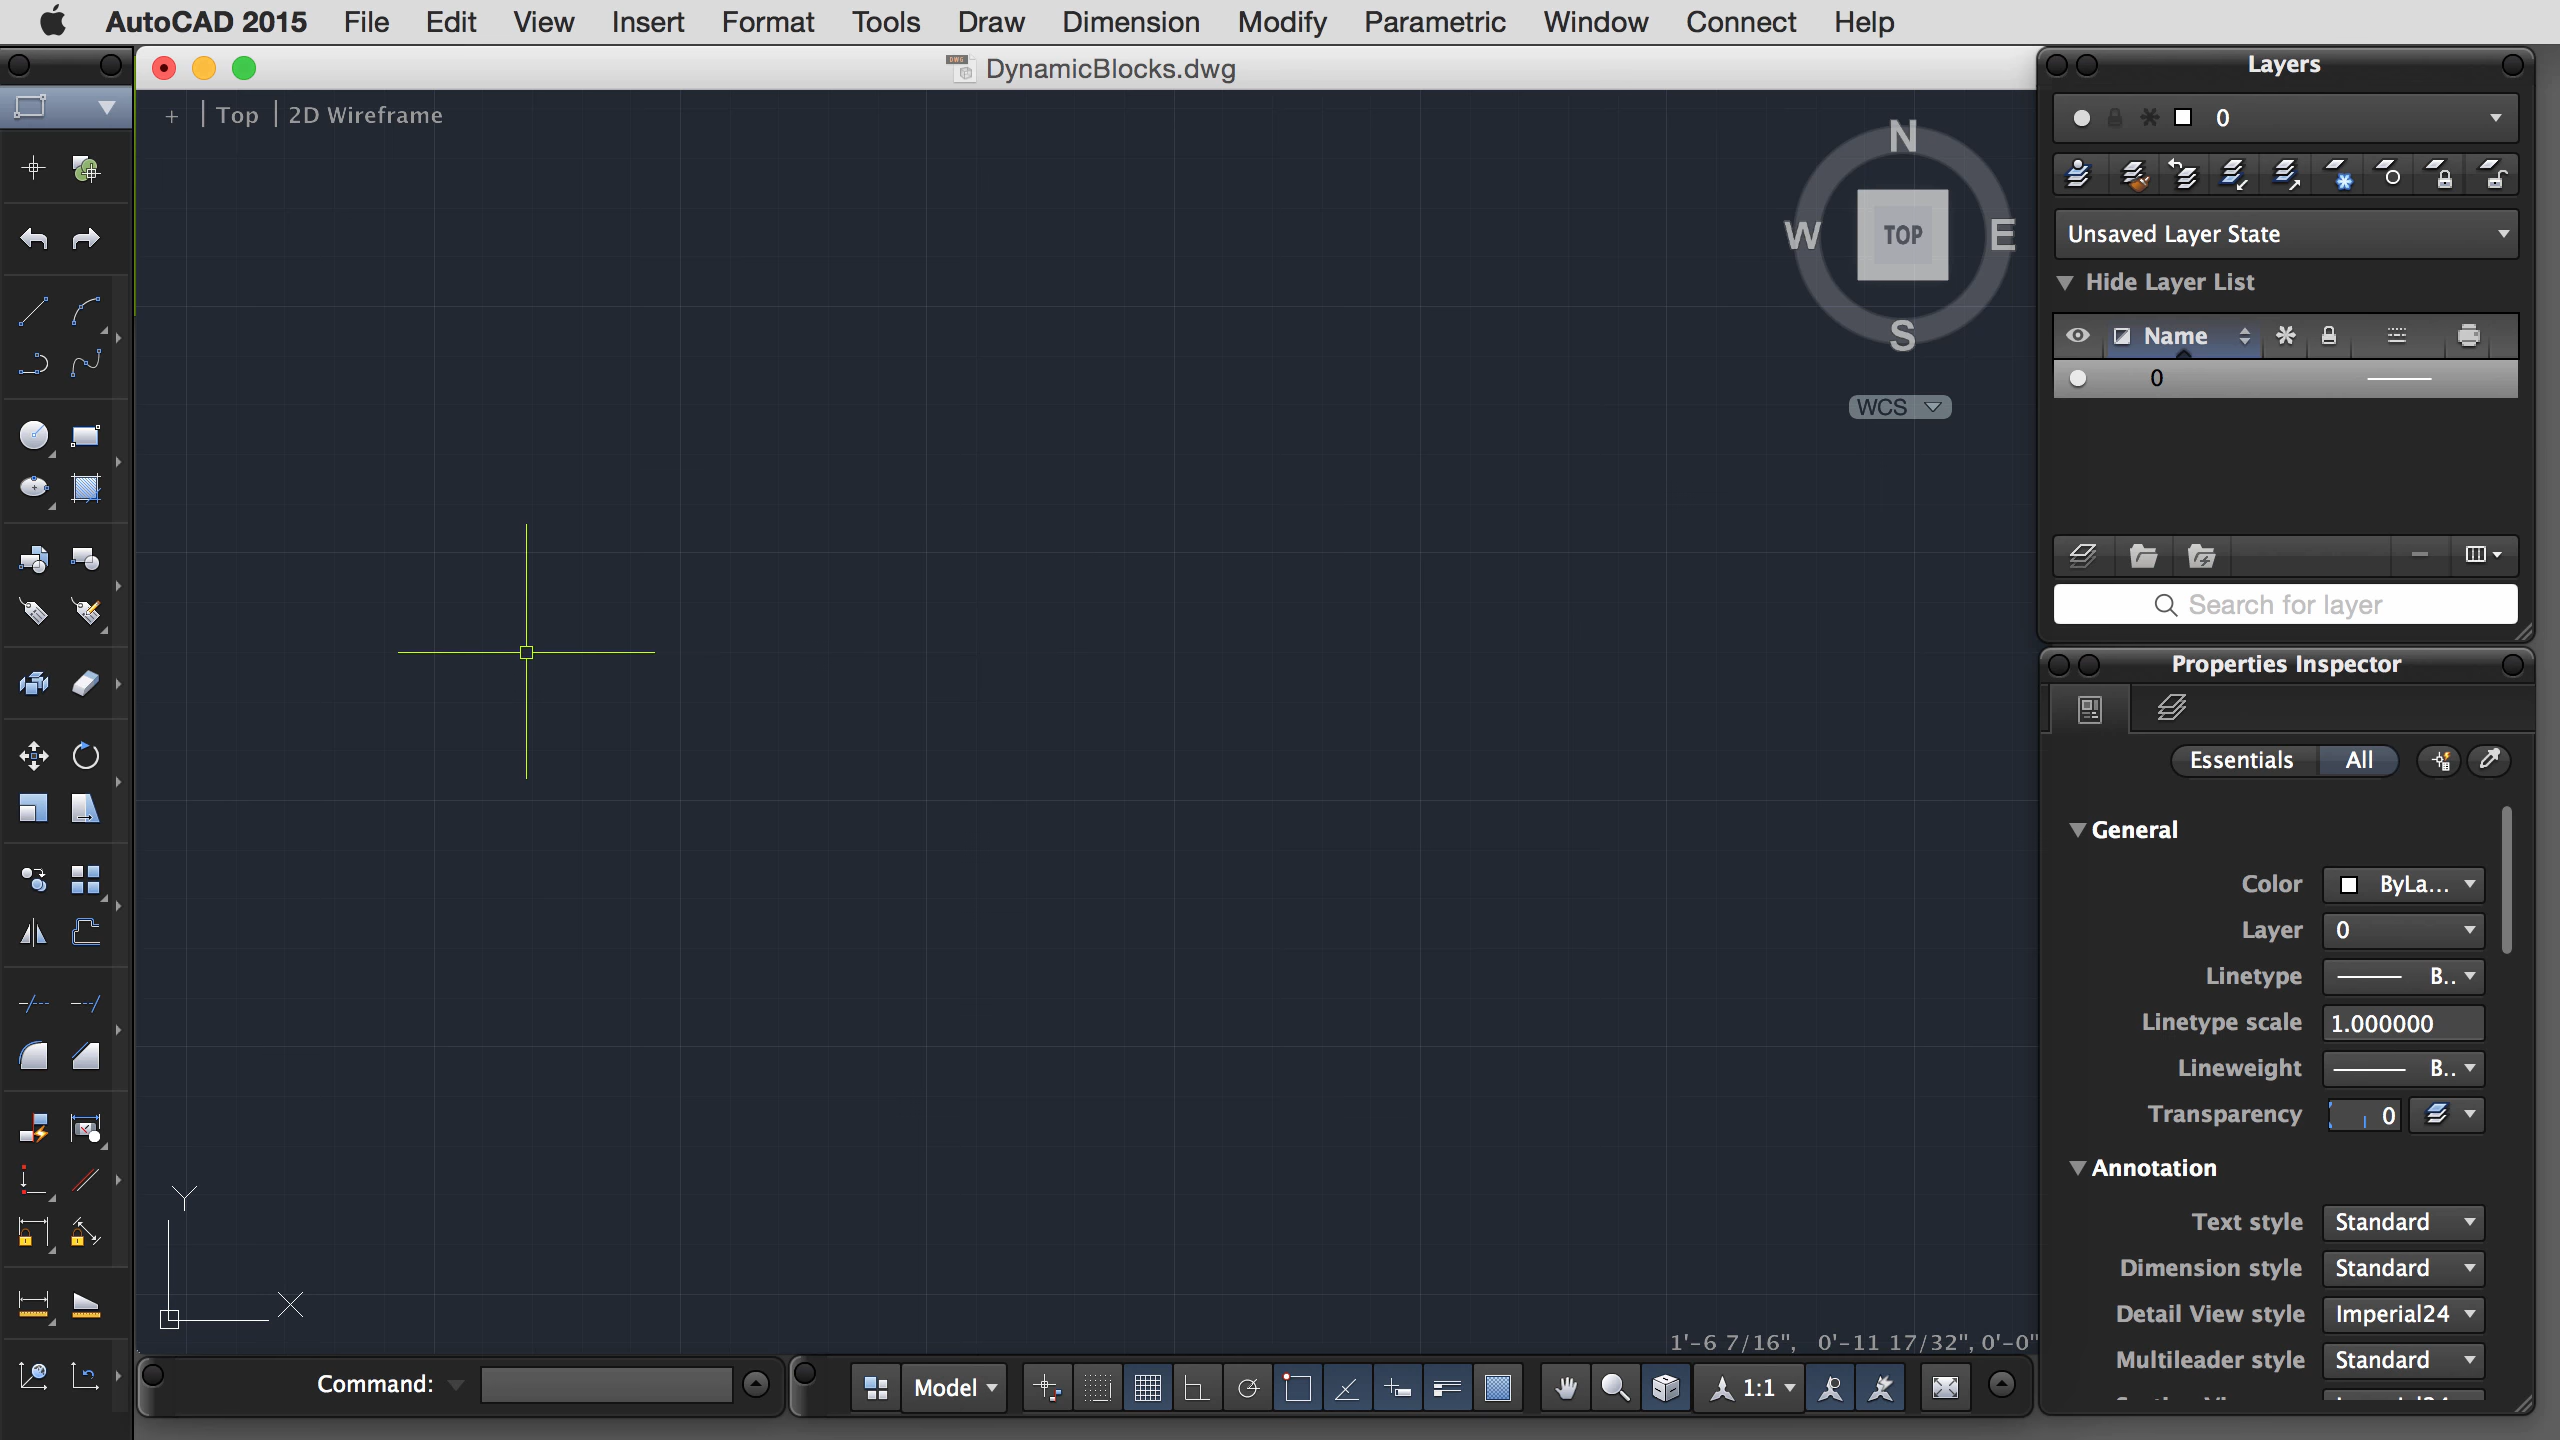 AutoCAD 2015 File Edit View Insert Format Tools Draw Dimension Modify Parametric Window Connect Help
DynamicBlocks.dwg
+ | Top | 2D Wireframe
N
W TOP E
S
WCS
Layers
0
Unsaved Layer State
Hide Layer List
Name
0
Search for layer
Properties Inspector
Essentials All
General
Color ByLa...
Layer 0
Linetype B..
Linetype scale 1.000000
Lineweight B..
Transparency 0
Annotation
Text style Standard
Dimension style Standard
Detail View style Imperial24
Multileader style Standard
Y
X
1'-6 7/16", 0'-11 17/32", 0'-0"
Command:
Model
1:1